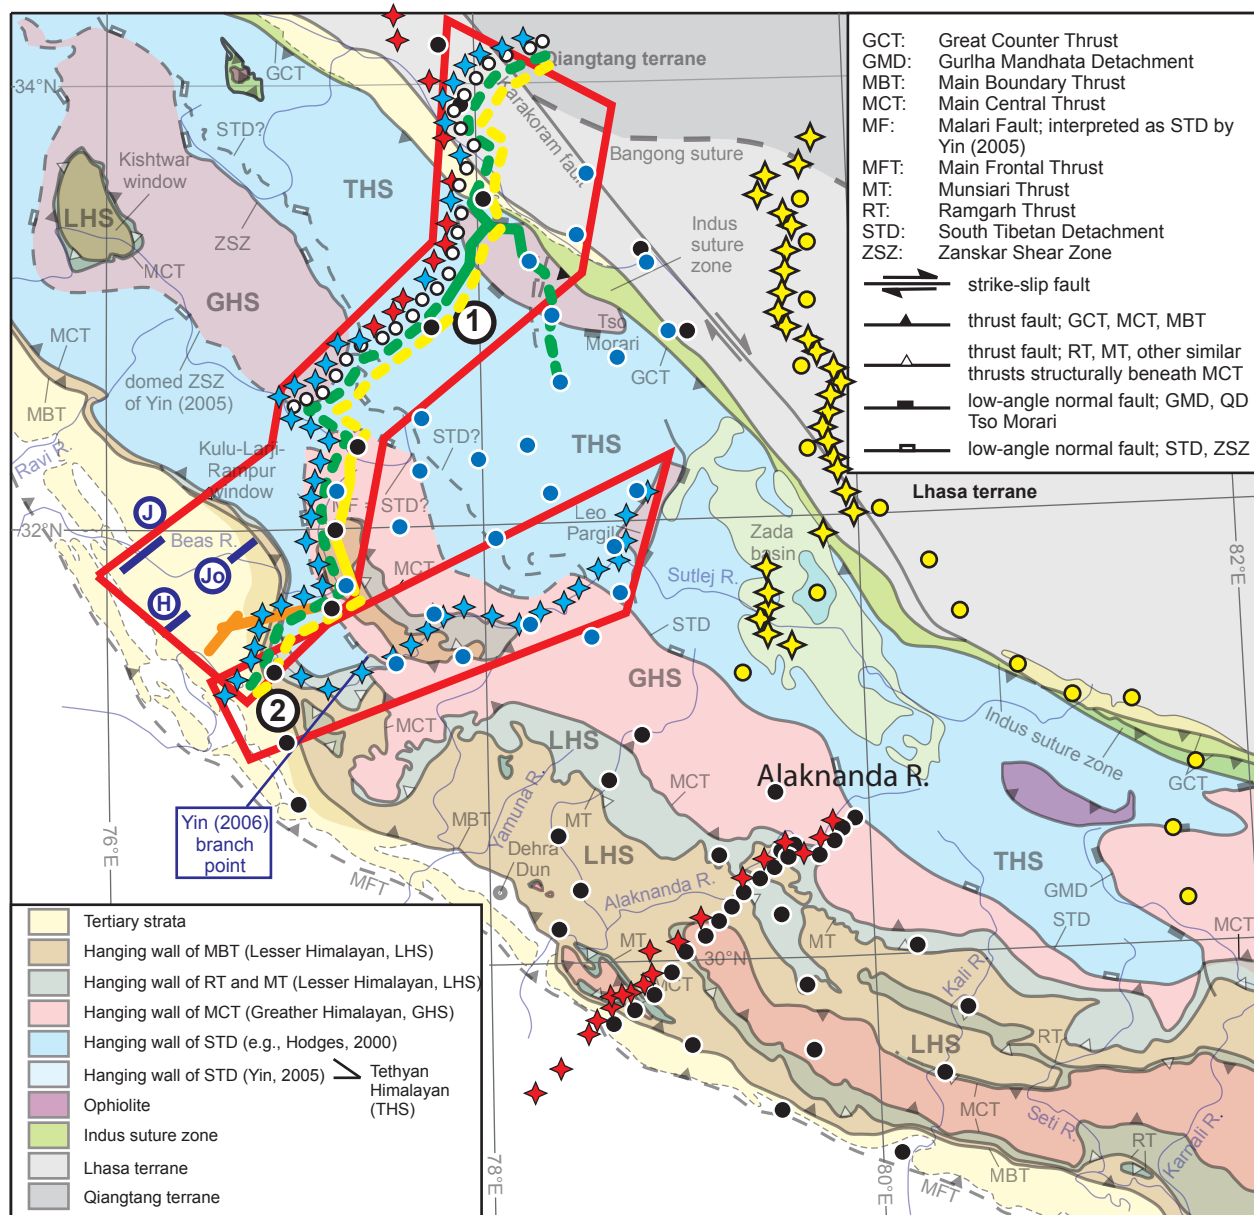 GCT: Great Counter Thrust
GMD: Gurlha Mandhata Detachment
MBT: Main Boundary Thrust
MCT: Main Central Thrust
MF: Malari Fault; interpreted as STD by
Yin (2005)
MFT: Main Frontal Thrust
MT: Munsiari Thrust
RT: Ramgarh Thrust
STD: South Tibetan Detachment
ZSZ: Zanskar Shear Zone
strike-slip fault
thrust fault; GCT, MCT, MBT
thrust fault; RT, MT, other similar
thrusts structurally beneath MCT
low-angle normal fault; GMD, QD
Tso Morari
low-angle normal fault; STD, ZSZ
Qiangtang terrane
34°N
GCT
Karakoram fault
STD?
Bangong suture
Kishtwar
window
THS
LHS
ZSZ
Indus
suture
zone
MCT
GHS
1
Tso
Morari
GCT
MCT
domed ZSZ
of Yin (2005)
MBT
STD?
THS
Kulu-Larji-
Rampur
window
Ravi R.
MF = STD?
Lhasa terrane
J
32°N
Beas R.
Leo
Pargil
Zada
basin
82°E
Jo
MCT
Sutlej R.
H
STD
GHS
2
MCT
LHS
Indus suture zone
MCT
Alaknanda R.
GCT
Yin (2006)
branch
point
76°E
MBT
Yamuna R.
MT
LHS
Dehra
Dun
THS
MFT
Alaknanda R.
GMD
STD
MT
MT
MCT
30°N
MCT
Kali R.
RT
LHS
MCT
Seti R.
RT
Karnali R.
MBT
MFT
78°E
80°E
Tertiary strata
Hanging wall of MBT (Lesser Himalayan, LHS)
Hanging wall of RT and MT (Lesser Himalayan, LHS)
Hanging wall of MCT (Greather Himalayan, GHS)
Hanging wall of STD (e.g., Hodges, 2000)
Hanging wall of STD (Yin, 2005)
Tethyan
Himalayan
(THS)
Ophiolite
Indus suture zone
Lhasa terrane
Qiangtang terrane